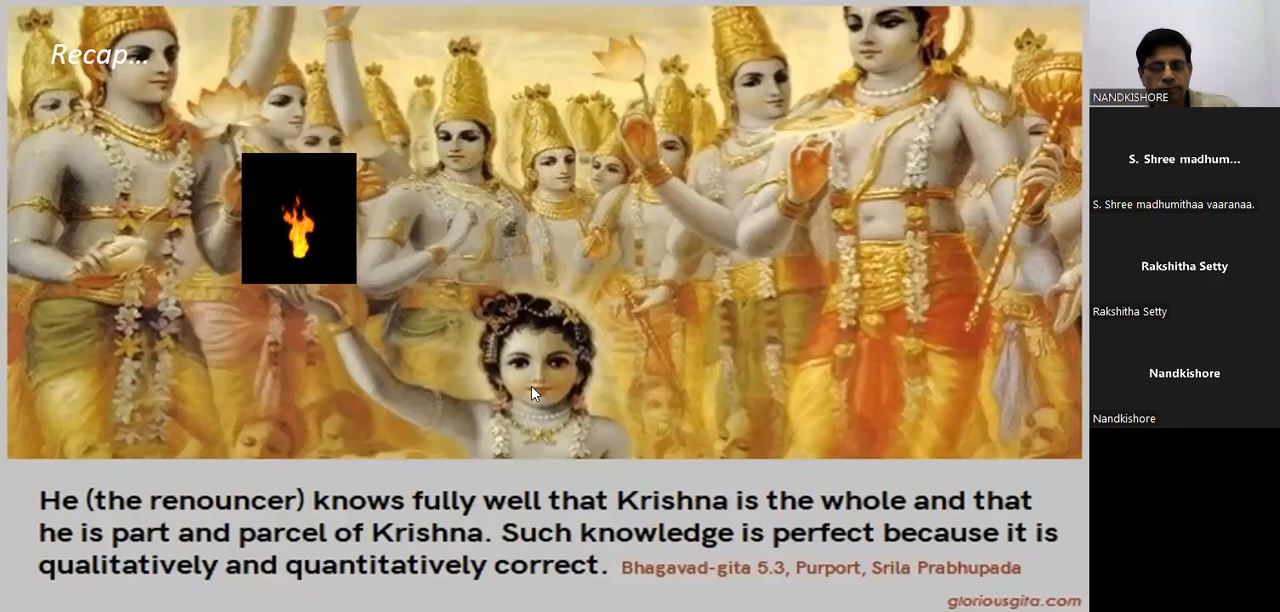 Recap...
He (the renouncer) knows fully well that Krishna is the whole and that
he is part and parcel of Krishna. Such knowledge is perfect because it is
qualitatively and quantitatively correct. Bhagavad-gita 5.3, Purport, Srila Prabhupada
gloriousgita.com
NANDKISHORE
S. Shree madhum...
S. Shree madhumithaa vaaranaa.
Rakshitha Setty
Rakshitha Setty
Nandkishore
Nandkishore